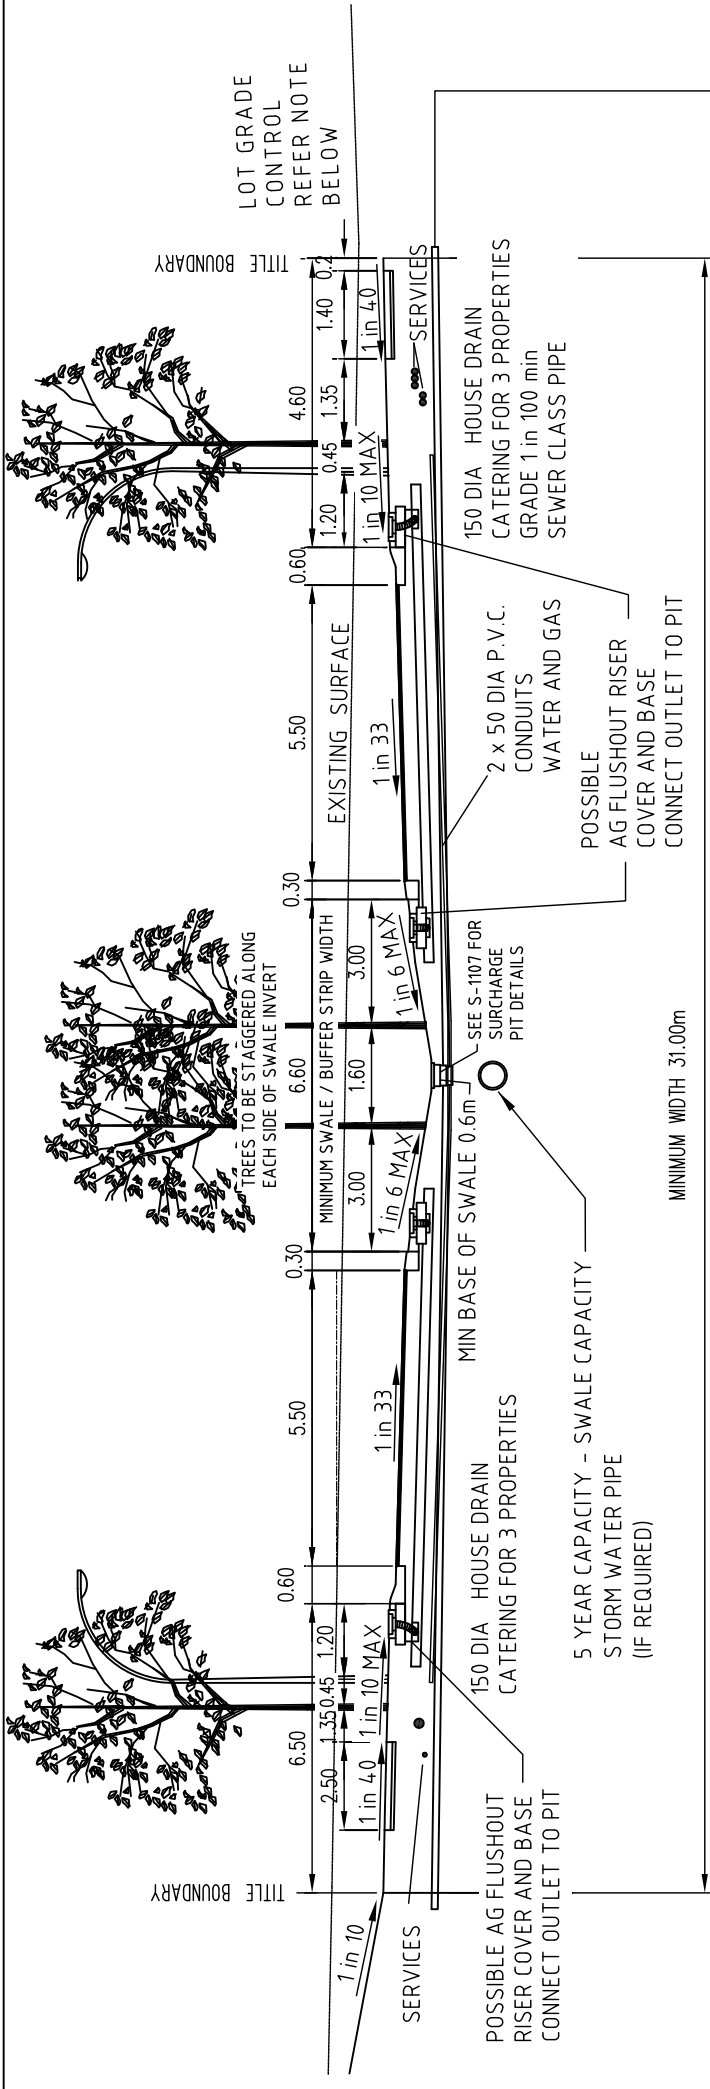 LOT GRADE
CONTROL
REFER NOTE
BELOW
TITLE BOUNDARY
TITLE BOUNDARY
TREES TO BE STAGGERED ALONG
EACH SIDE OF SWALE INVERT
6.50
0.60
5.50
0.30
6.60
0.30
5.50
0.60
4.60
MINIMUM SWALE / BUFFER STRIP WIDTH
EXISTING SURFACE
2.50
1.35
0.45
1.20
3.00
1.60
3.00
1.20
0.45
1.35
1.40
0.2
1 in 10
1 in 40
1 in 10 MAX
1 in 33
1 in 6 MAX
1 in 6 MAX
1 in 33
1 in 10 MAX
1 in 40
SERVICES
SERVICES
POSSIBLE AG FLUSHOUT
RISER COVER AND BASE
CONNECT OUTLET TO PIT
150 DIA HOUSE DRAIN
CATERING FOR 3 PROPERTIES
MIN BASE OF SWALE 0.6m
SEE S-1107 FOR
SURCHARGE
PIT DETAILS
2 x 50 DIA P.V.C.
CONDUITS
WATER AND GAS
150 DIA HOUSE DRAIN
CATERING FOR 3 PROPERTIES
GRADE 1 in 100 min
SEWER CLASS PIPE
5 YEAR CAPACITY - SWALE CAPACITY
STORM WATER PIPE
(IF REQUIRED)
POSSIBLE
AG FLUSHOUT RISER
COVER AND BASE
CONNECT OUTLET TO PIT
MINIMUM WIDTH 31.00m